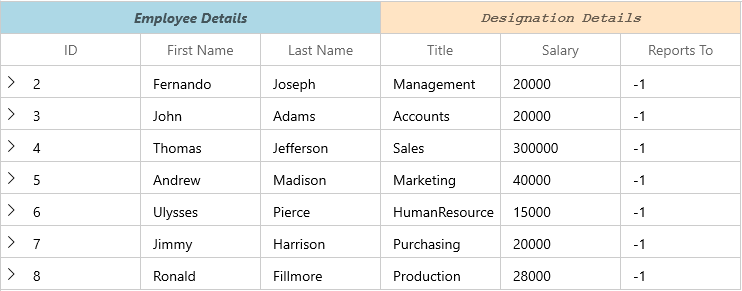 Employee Details Designation Details
ID First Name Last Name Title Salary Reports To
2 Fernando Joseph Management 20000 -1
3 John Adams Accounts 20000 -1
4 Thomas Jefferson Sales 300000 -1
5 Andrew Madison Marketing 40000 -1
6 Ulysses Pierce HumanResource 15000 -1
7 Jimmy Harrison Purchasing 20000 -1
8 Ronald Fillmore Production 28000 -1